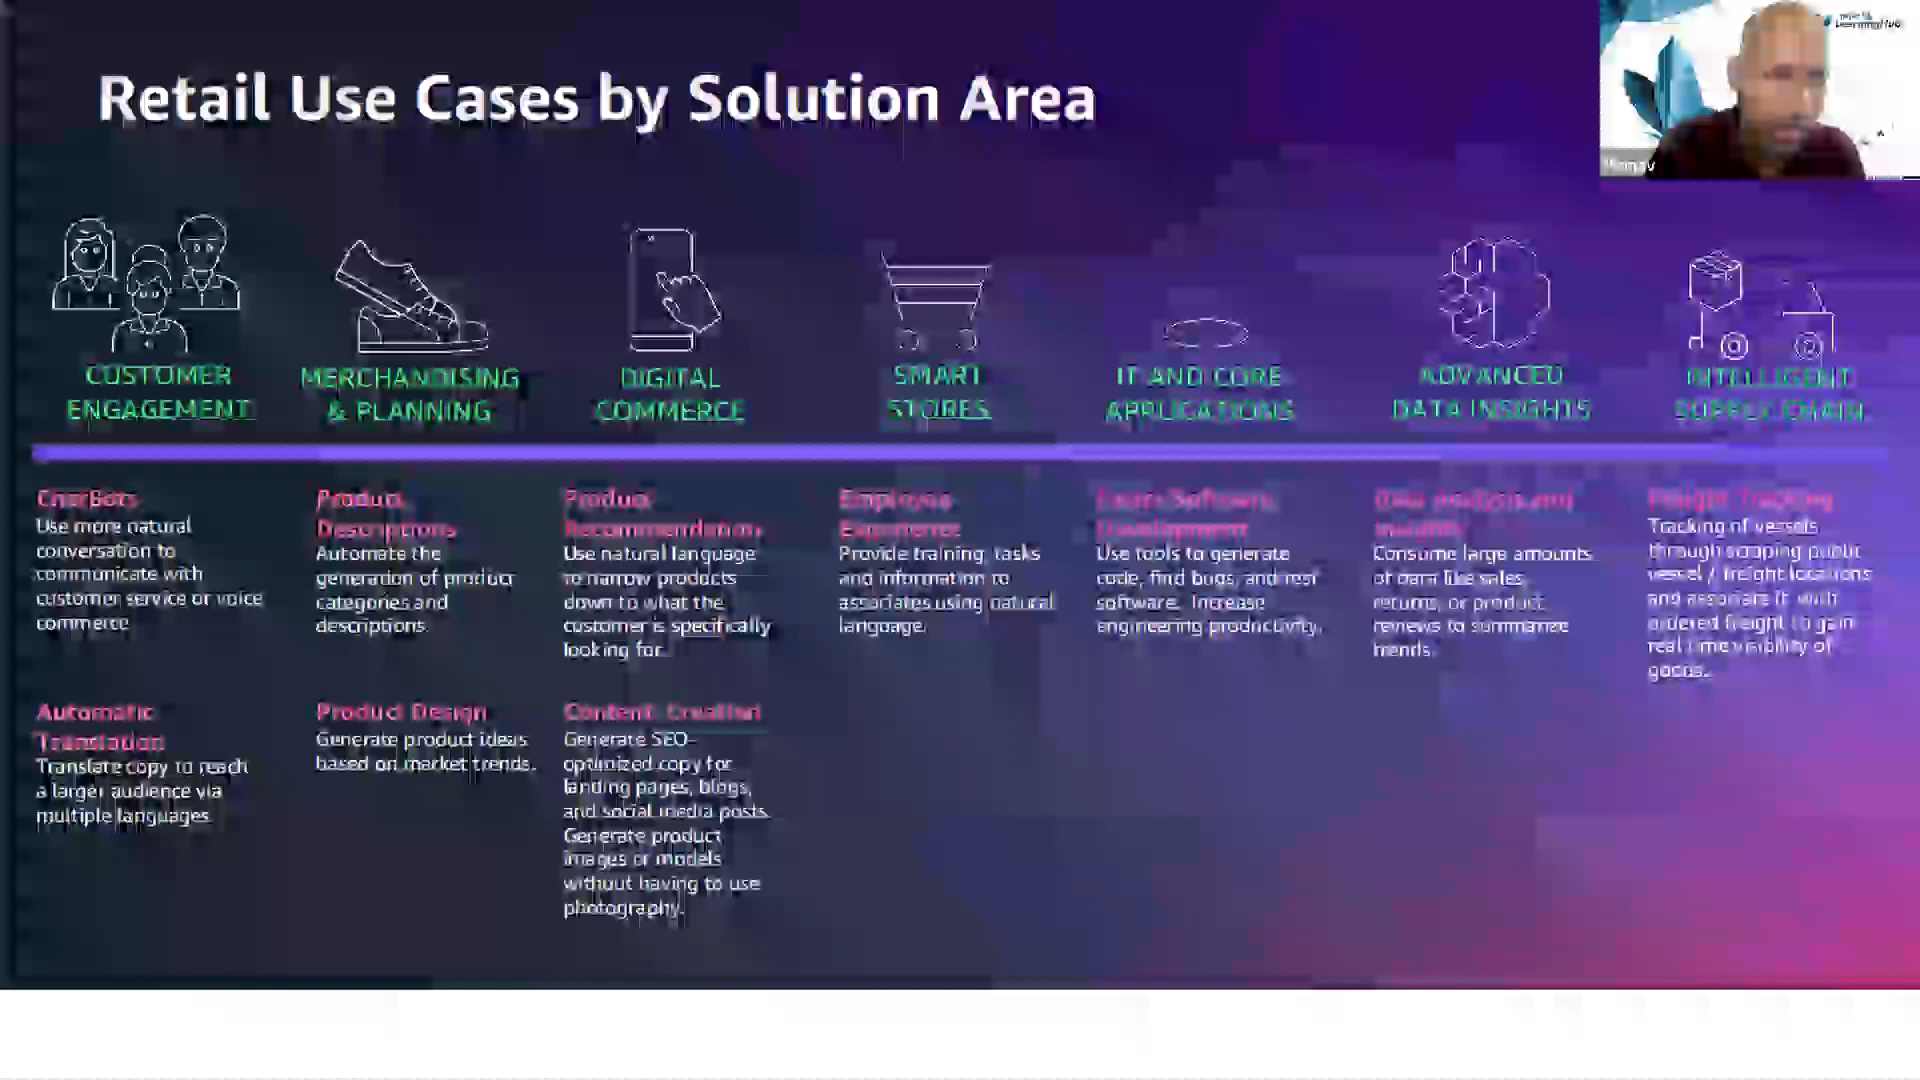 Retail Use Cases by Solution Area
CUSTOMER
ENGAGEMENT
MERCHANDISING
& PLANNING
DIGITAL
COMMERCE
SMART
STORES
IT AND CORE
APPLICATIONS
ADVANCED
DATA INSIGHTS
INTELLIGENT
SUPPLY CHAIN
ChatBots
Use more natural
conversation to
communicate with
customer service or voice
commerce
Automatic
Translation
Translate copy to reach
a larger audience via
multiple languages
Product
Descriptions
Automate the
generation of product
categories and
descriptions.
Product Design
Generate product ideas
based on market trends.
Product
Recommendation
Use natural language
to narrow products
down to what the
customer is specifically
looking for.
Content Creation
Generate SEO-
optimized copy for
landing pages, blogs,
and social media posts.
Generate product
images or models
without having to use
photography.
Employee
Experience
Provide training, tasks
and information to
associates using natural
language.
Software
Development
Use tools to generate
code, find bugs, and test
software. Increase
engineering productivity.
Data Analysis and
Insights
Consume large amounts
of data like sales,
returns, or product
reviews to summarize
trends.
Freight Tracking
Tracking of vessels
through scraping public
vessel / freight locations
and associate it with
ordered freight to gain
real time visibility of
goods.